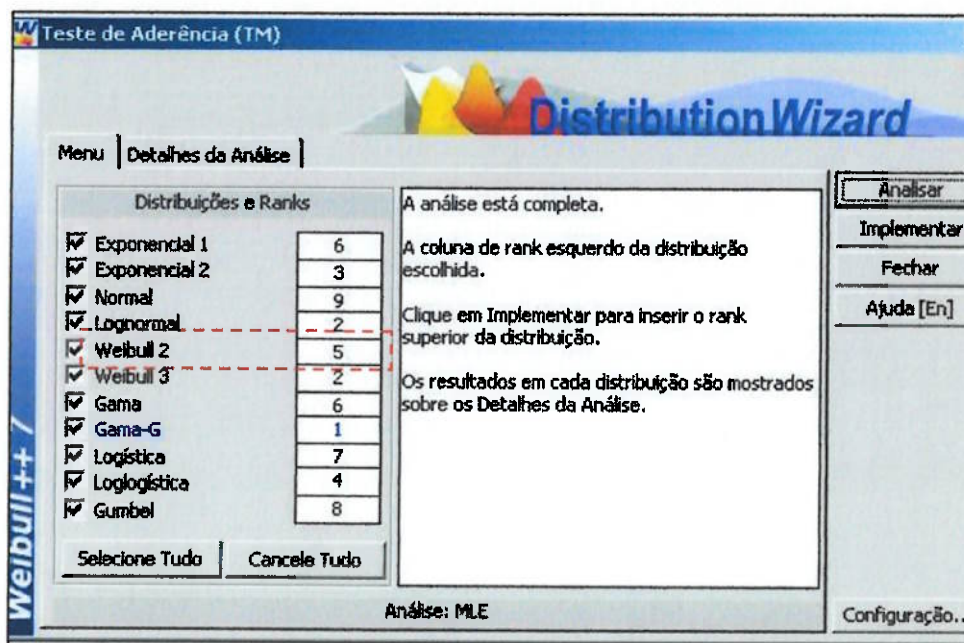 Teste de Aderência (TM)
DistributionWizard
Menu
Detalhes da Análise
Distribuições e Ranks
Exponencial 1 6
Exponencial 2 3
Normal 9
Lognormal 2
Weibull 2 5
Weibull 3 2
Gama 6
Gama-G 1
Logística 7
Loglogística 4
Gumbel 8
Selecione Tudo
Cancele Tudo
A análise está completa.
A coluna de rank esquerdo da distribuição
escolhida.
Clique em Implementar para inserir o rank
superior da distribuição.
Os resultados em cada distribuição são mostrados
sobre os Detalhes da Análise.
Analisar
Implementar
Fechar
Ajuda [En]
Análise: MLE
Configuração..
Weibull++ 7